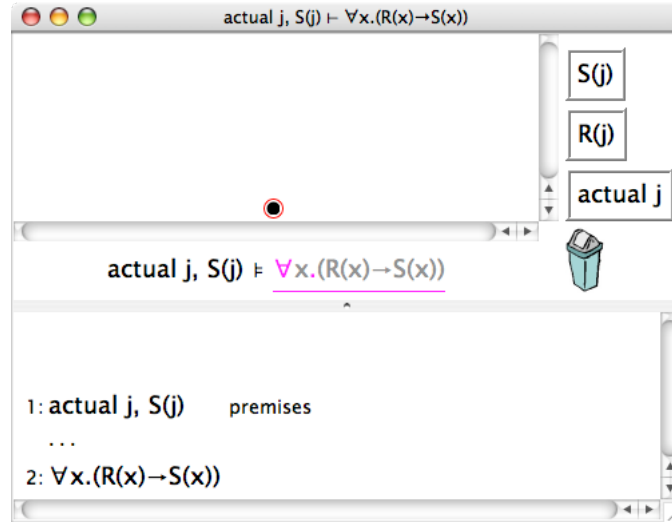 actual j, S(j) ⊢ ∀x.(R(x)→S(x))
S(j)
R(j)
actual j
actual j, S(j) ⊧ ∀x.(R(x)→S(x))
1: actual j, S(j) premises
...
2: ∀x.(R(x)→S(x))